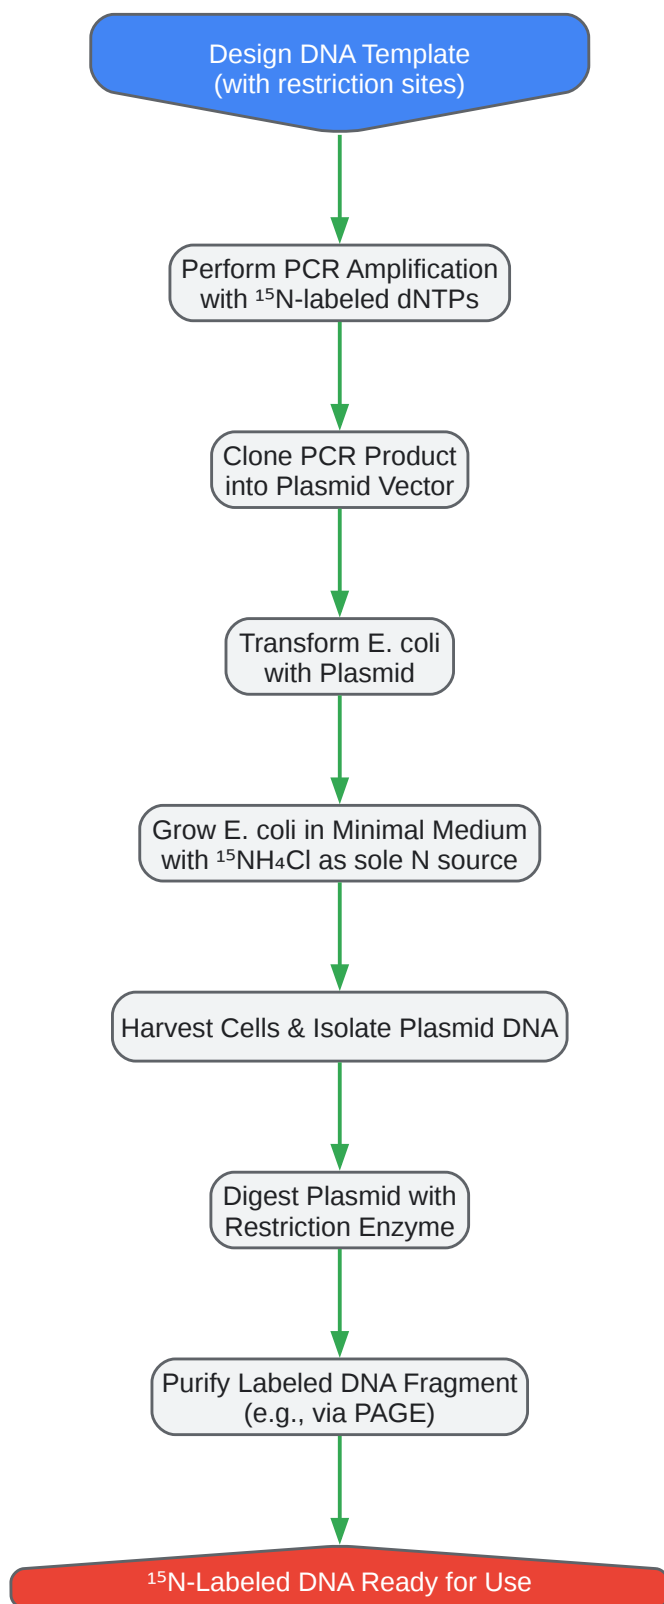 Design DNA Template
(with restriction sites)
Perform PCR Amplification
with ¹⁵N-labeled dNTPs
Clone PCR Product
into Plasmid Vector
Transform E. coli
with Plasmid
Grow E. coli in Minimal Medium
with ¹⁵NH₄Cl as sole N source
Harvest Cells & Isolate Plasmid DNA
Digest Plasmid with
Restriction Enzyme
Purify Labeled DNA Fragment
(e.g., via PAGE)
¹⁵N-Labeled DNA Ready for Use